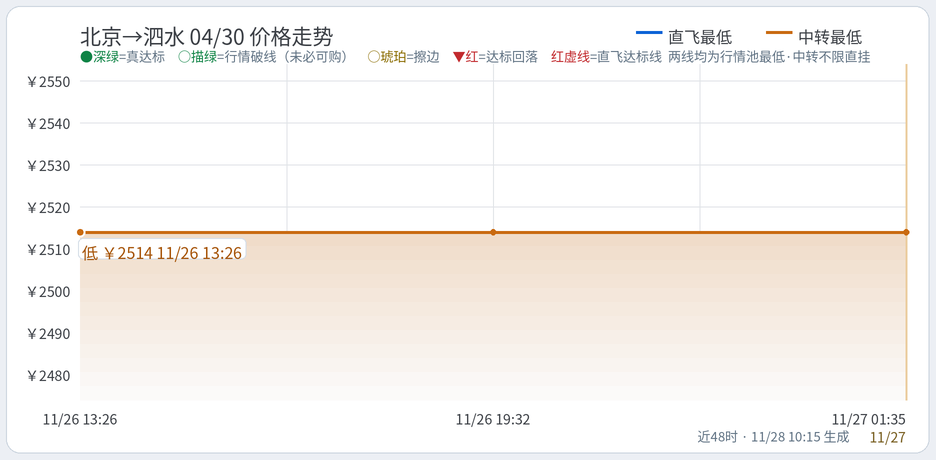 北京→泗水 04/30 价格走势
直飞最低 中转最低
●深绿=真达标 ○描绿=行情破线（未必可购） ○琥珀=擦边 ▼红=达标回落 红虚线=直飞达标线 两线均为行情池最低·中转不限直挂
￥2550
￥2540
￥2530
￥2520
￥2510
￥2500
￥2490
￥2480
低 ￥2514 11/26 13:26
11/26 13:26 11/26 19:32 11/27 01:35
近48时 · 11/28 10:15 生成 11/27